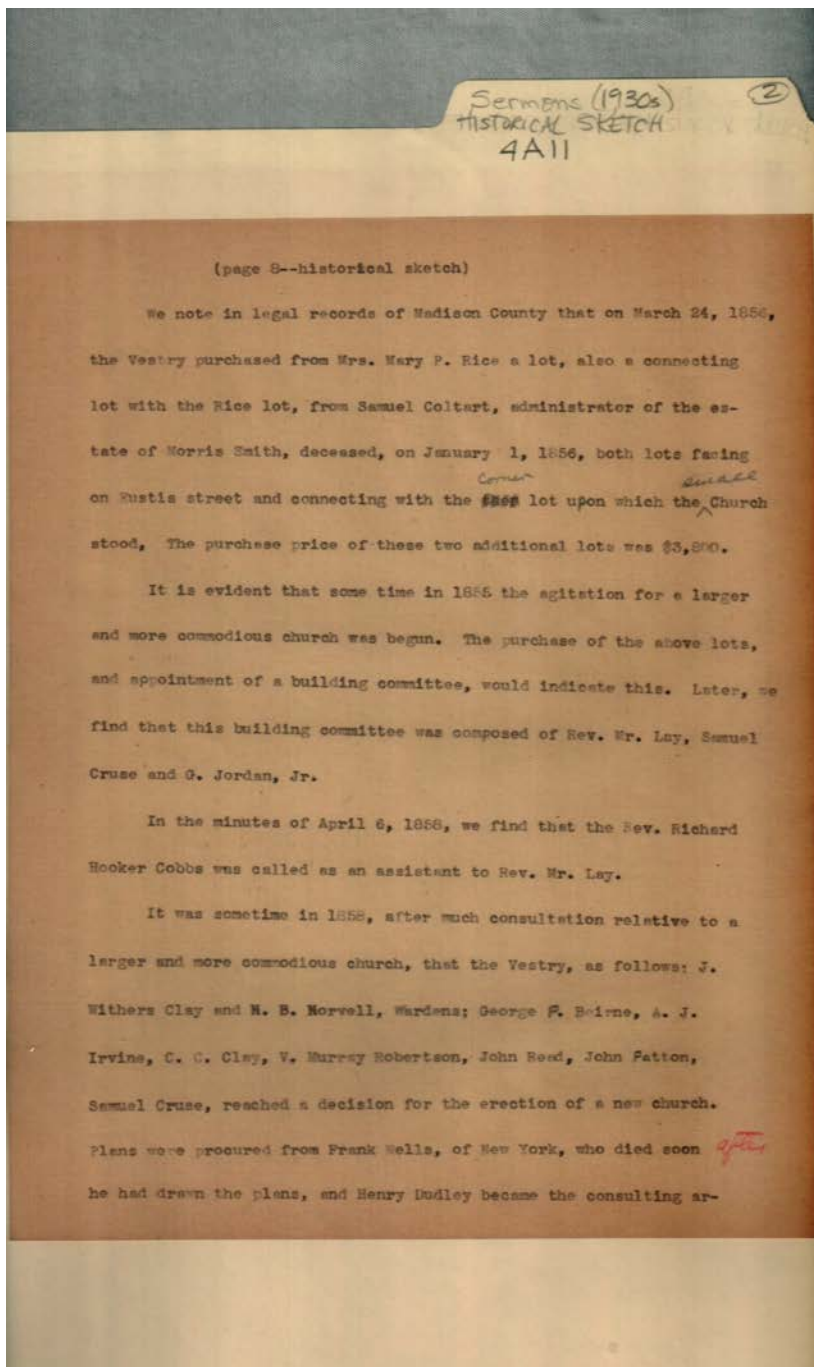 Sermons (1930s) ②
HISTORICAL SKETCH
4A11
(page 8--historical sketch)
We note in legal records of Madison County that on March 24, 1856,
the Vestry purchased from Mrs. Mary P. Rice a lot, also a connecting
lot with the Rice lot, from Samuel Coltart, administrator of the es-
tate of Morris Smith, deceased, on January 1, 1856, both lots facing
corner small
on Eustis street and connecting with the lot upon which the Church
stood, The purchase price of these two additional lots was $3,800.
It is evident that some time in 1855 the agitation for a larger
and more commodious church was begun. The purchase of the above lots,
and appointment of a building committee, would indicate this. Later, we
find that this building committee was composed of Rev. Mr. Lay, Samuel
Cruse and G. Jordan, Jr.
In the minutes of April 6, 1858, we find that the Rev. Richard
Hooker Cobbs was called as an assistant to Rev. Mr. Lay.
It was sometime in 1858, after much consultation relative to a
larger and more commodious church, that the Vestry, as follows: J.
Withers Clay and N. B. Norvell, Wardens; George P. Beirne, A. J.
Irvine, C. C. Clay, V. Murray Robertson, John Read, John Patton,
Samuel Cruse, reached a decision for the erection of a new church.
Plans were procured from Frank Wells, of New York, who died soon after
he had drawn the plans, and Henry Dudley became the consulting ar-